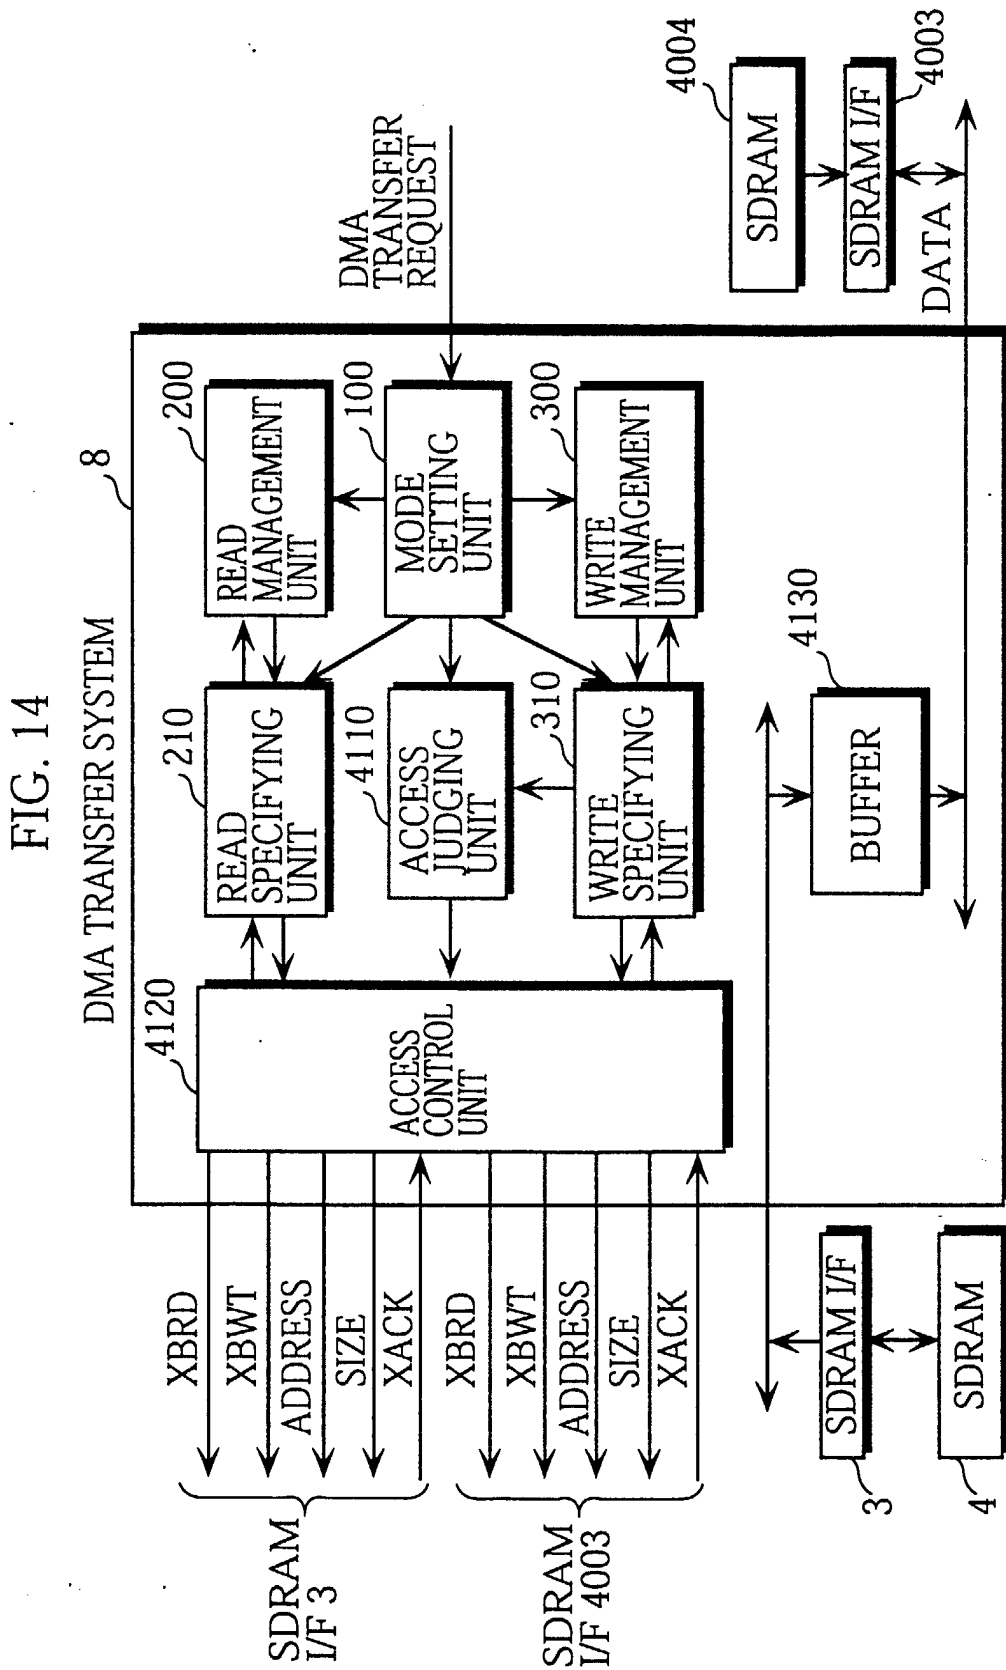 FIG. 14
DMA TRANSFER SYSTEM
8
4120
210
200
READ
SPECIFYING
UNIT
READ
MANAGEMENT
UNIT
XBRD
XBWT
ADDRESS
SIZE
XACK
SDRAM
I/F 3
ACCESS
CONTROL
UNIT
4110
ACCESS
JUDGING
UNIT
100
MODE
SETTING
UNIT
DMA
TRANSFER
REQUEST
XBRD
XBWT
ADDRESS
SIZE
XACK
SDRAM
I/F 4003
310
WRITE
SPECIFYING
UNIT
300
WRITE
MANAGEMENT
UNIT
4130
BUFFER
4004
SDRAM
SDRAM I/F
4003
DATA
SDRAM I/F
3
SDRAM
4